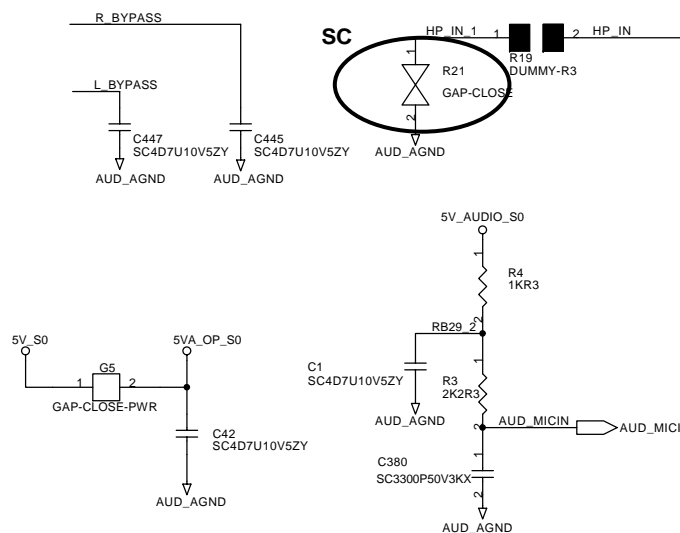 R_BYPASS
L_BYPASS
C447
SC4D7U10V5ZY
AUD_AGND
C445
SC4D7U10V5ZY
AUD_AGND
SC
HP_IN_1
1
2
HP_IN
R19
DUMMY-R3
1
R21
GAP-CLOSE
2
AUD_AGND
5V_S0
5VA_OP_S0
G5
1
2
GAP-CLOSE-PWR
C42
SC4D7U10V5ZY
AUD_AGND
5V_AUDIO_S0
1
R4
1KR3
2
RB29_2
C1
SC4D7U10V5ZY
AUD_AGND
1
R3
2K2R3
2
AUD_MICIN
AUD_MICI
1
C380
SC3300P50V3KX
2
AUD_AGND